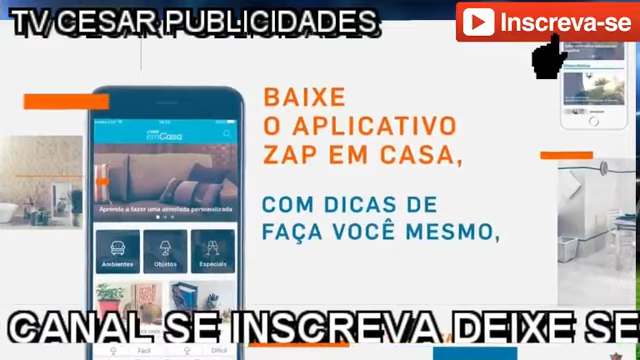 TV CESAR PUBLICIDADES
Inscreva-se
BAIXE
O APLICATIVO
ZAP EM CASA,
COM DICAS DE
FAÇA VOCÊ MESMO,
emCasa
Aprenda a fazer uma almofada personalizada
Ambientes
Objetos
Especiais
Fácil
Difícil
CANAL SE INSCREVA DEIXE SE